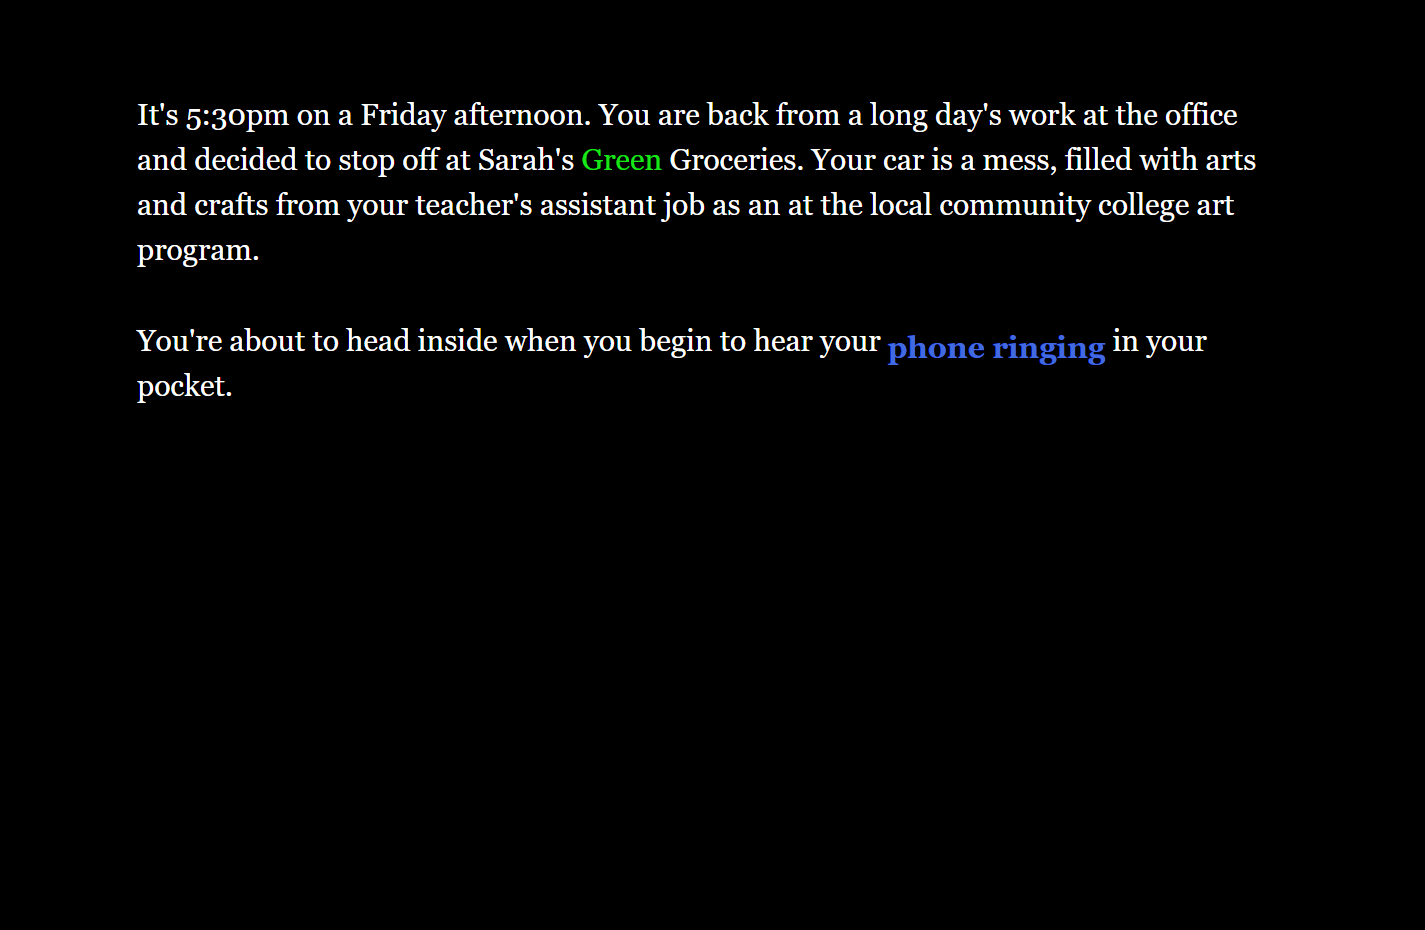 It's 5:30pm on a Friday afternoon. You are back from a long day's work at the office
and decided to stop off at Sarah's Green Groceries. Your car is a mess, filled with arts
and crafts from your teacher's assistant job as an at the local community college art
program.
You're about to head inside when you begin to hear your phone ringing in your
pocket.